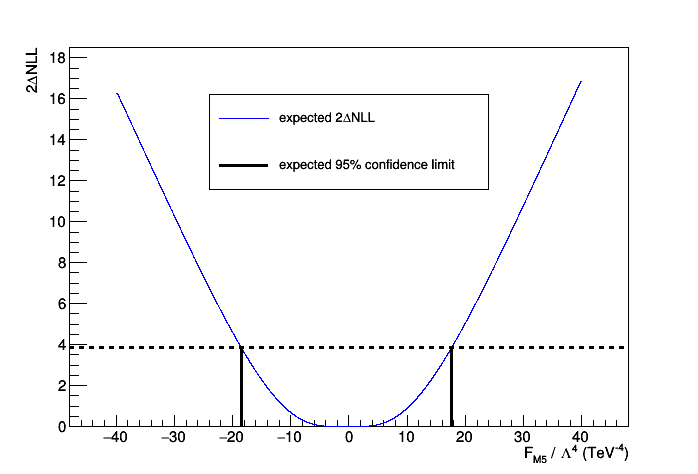 2ΔNLL
18
16
14
12
10
8
6
4
2
0
expected 2ΔNLL
expected 95% confidence limit
−40 −30 −20 −10 0 10 20 30 40
F_M5 / Λ^4 (TeV^-4)